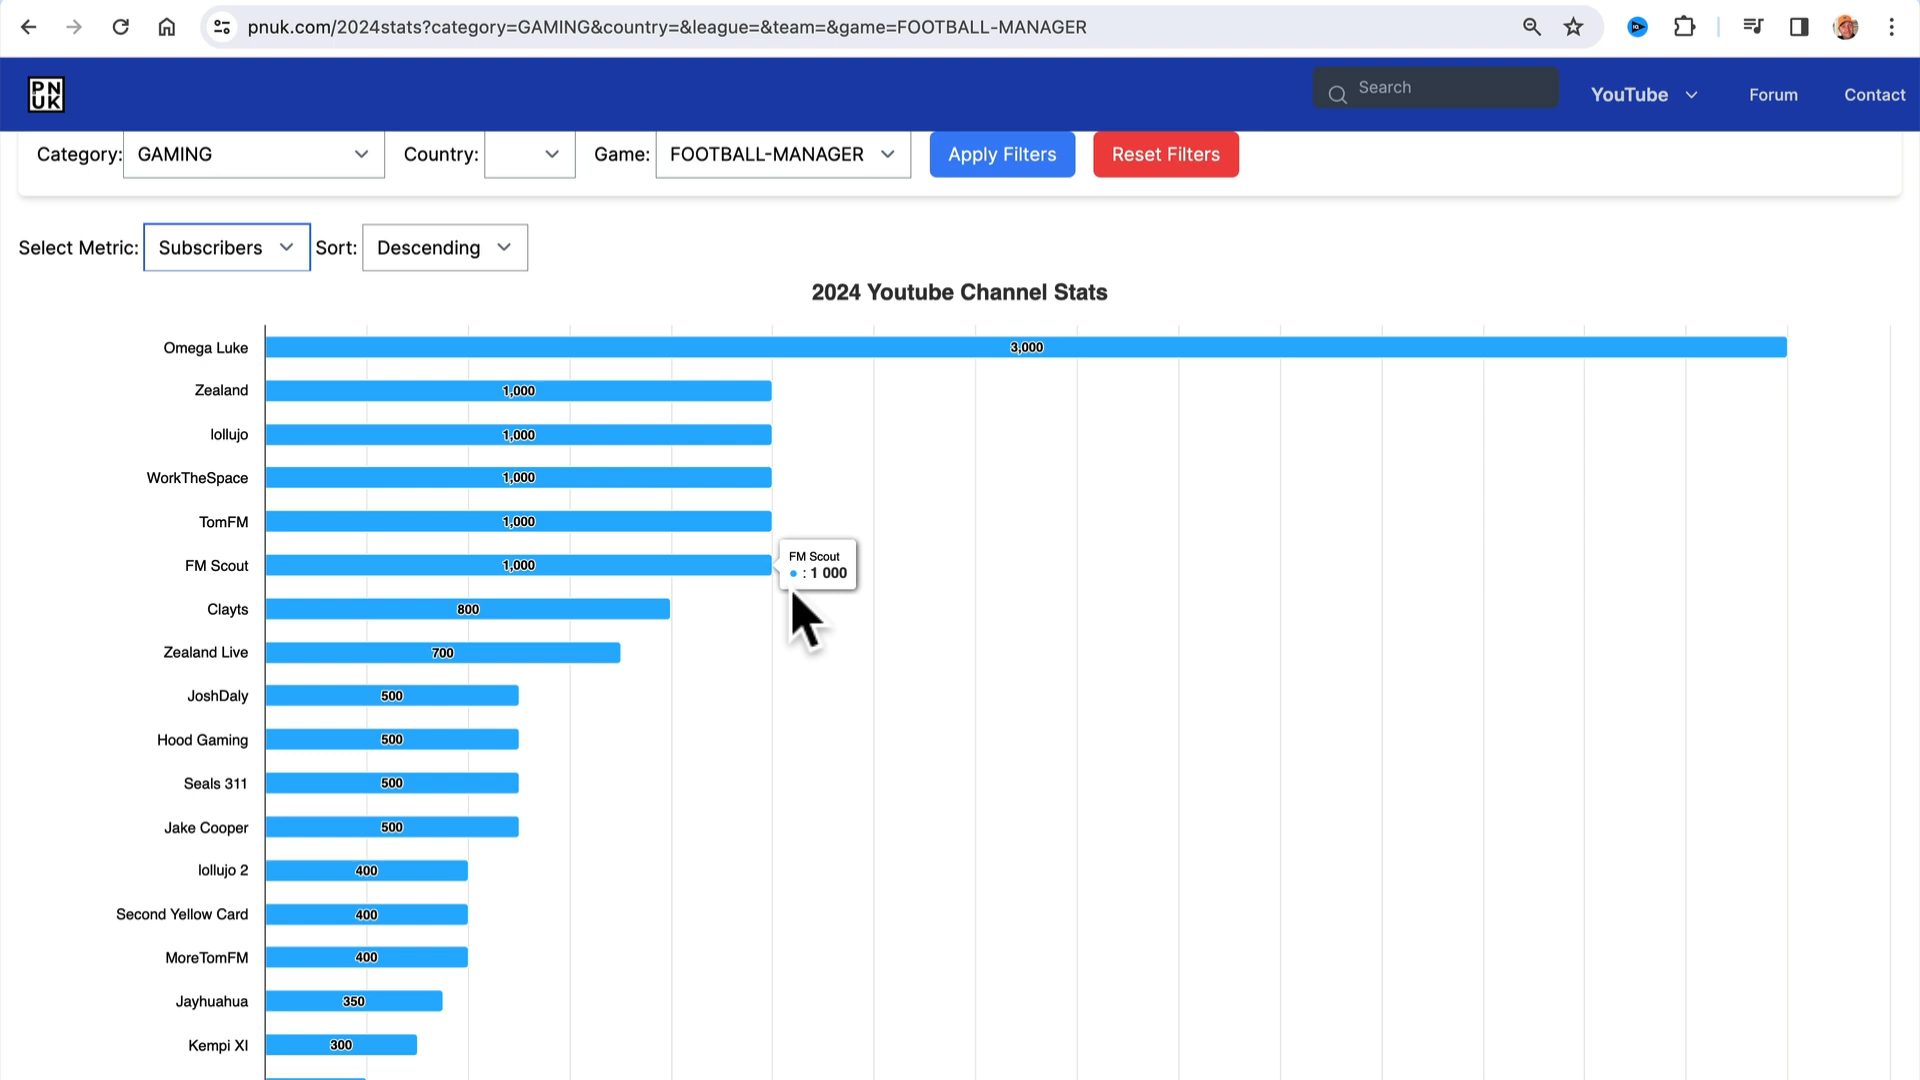 pnuk.com/2024stats?category=GAMING&country=&league=&team=&game=FOOTBALL-MANAGER
PN
UK
Search
YouTube
Forum
Contact
Category: GAMING
Country:
Game: FOOTBALL-MANAGER
Apply Filters
Reset Filters
Select Metric: Subscribers
Sort: Descending
2024 Youtube Channel Stats
Omega Luke 3,000
Zealand 1,000
lollujo 1,000
WorkTheSpace 1,000
TomFM 1,000
FM Scout 1,000
FM Scout
: 1 000
Clayts 800
Zealand Live 700
JoshDaly 500
Hood Gaming 500
Seals 311 500
Jake Cooper 500
lollujo 2 400
Second Yellow Card 400
MoreTomFM 400
Jayhuahua 350
Kempi XI 300